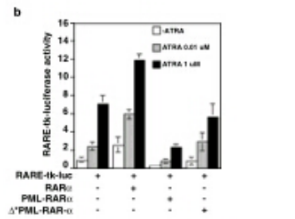 b
16
14
12
10
8
6
4
2
0
RARE-tk-luciferase activity
-ATRA
ATRA 0.01 uM
ATRA 1 uM
RARE-tk-luc + + + +
RARα - + - -
PML-RARα - - + -
Δ*PML-RAR-α - - - +